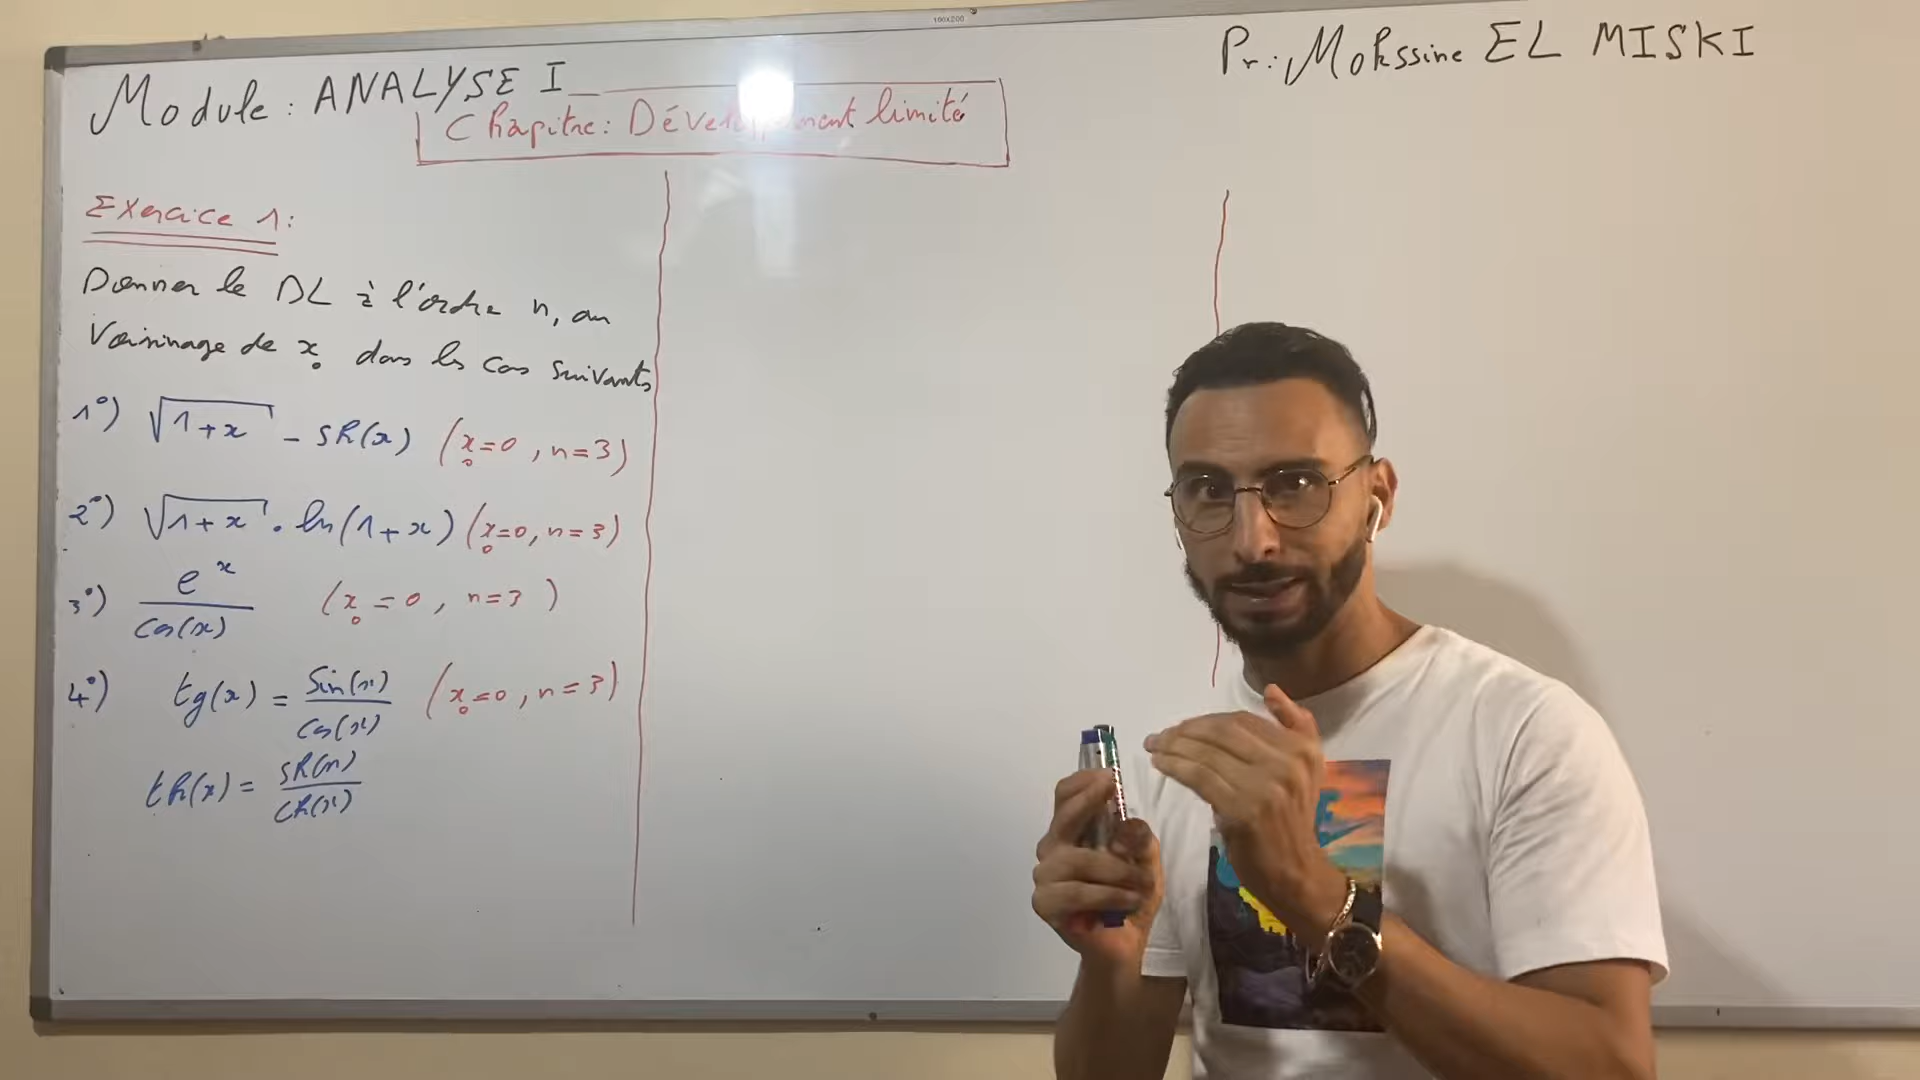 Module: ANALYSE I
Pr: Mohssine EL MISKI
Chapitre: Développement limité
Exercice 1:
Donner le DL à l'ordre n, au
Voisinage de x₀ dans les cas suivants
1°) √(1+x) - sh(x) (x₀=0, n=3)
2°) √(1+x) . ln(1+x) (x₀=0, n=3)
3°) e^x / cos(x) (x₀=0, n=3)
4°) tg(x) = Sin(x) / cos(x) (x₀=0, n=3)
th(x) = sh(x) / ch(x)